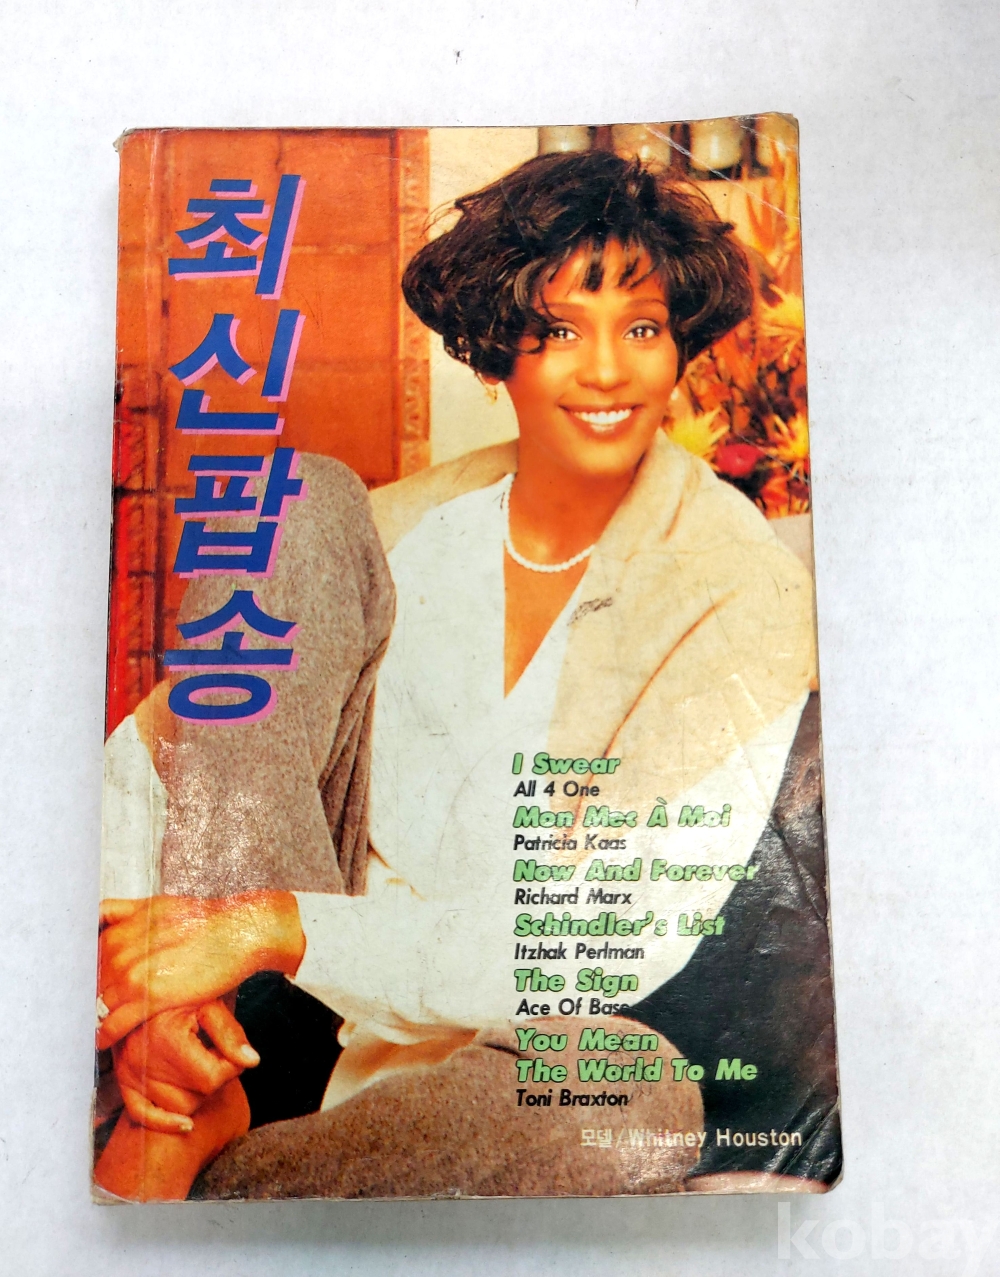 최신팝송
I Swear
All 4 One
Mon Mec À Moi
Patricia Kaas
Now And Forever
Richard Marx
Schindler's List
Itzhak Perlman
The Sign
Ace Of Base
You Mean
The World To Me
Toni Braxton
모델/Whitney Houston
kobay